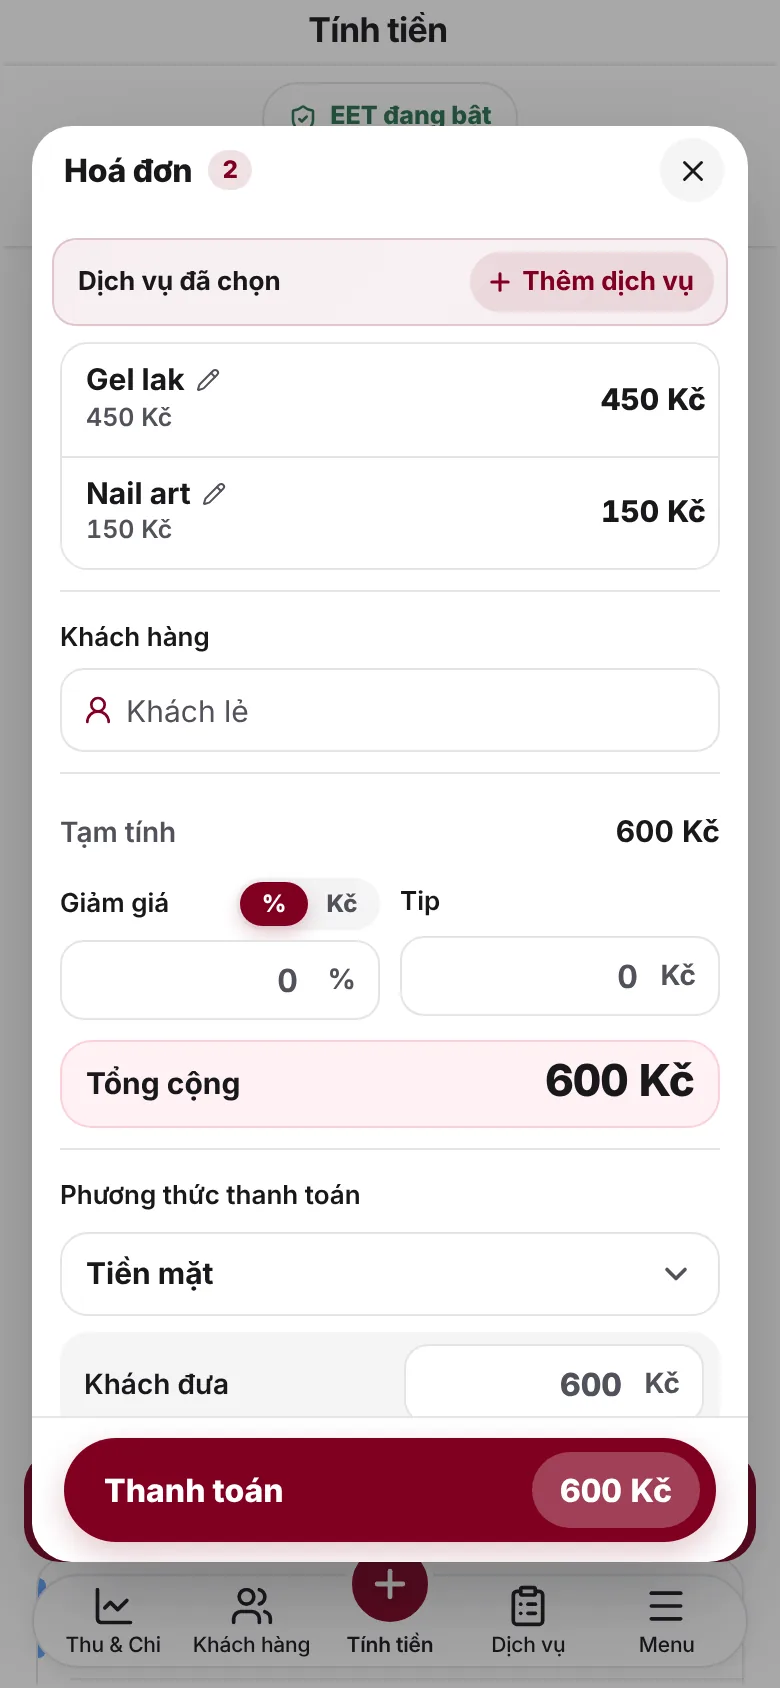 Tính tiền
EET đang bật
Hoá đơn 2
Dịch vụ đã chọn + Thêm dịch vụ
Gel lak
450 Kč
450 Kč
Nail art
150 Kč
150 Kč
Khách hàng
Khách lẻ
Tạm tính 600 Kč
Giảm giá % Kč Tip
0 % 0 Kč
Tổng cộng 600 Kč
Phương thức thanh toán
Tiền mặt
Khách đưa 600 Kč
Thanh toán 600 Kč
Thu & Chi Khách hàng Tính tiền Dịch vụ Menu